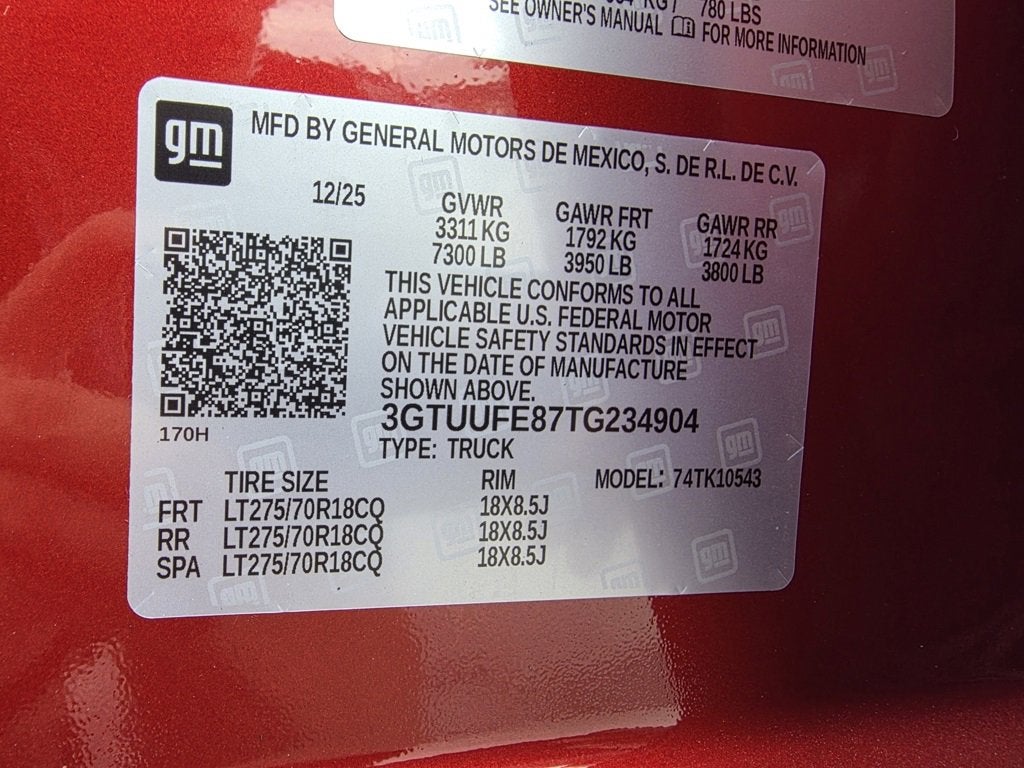 KG / 780 LBS
SEE OWNER'S MANUAL FOR MORE INFORMATION
gm MFD BY GENERAL MOTORS DE MEXICO, S. DE R.L. DE C.V.
12/25 GVWR GAWR FRT GAWR RR
3311 KG 1792 KG 1724 KG
7300 LB 3950 LB 3800 LB
THIS VEHICLE CONFORMS TO ALL
APPLICABLE U.S. FEDERAL MOTOR
VEHICLE SAFETY STANDARDS IN EFFECT
ON THE DATE OF MANUFACTURE
SHOWN ABOVE.
3GTUUFE87TG234904
170H
TYPE: TRUCK
TIRE SIZE RIM MODEL: 74TK10543
FRT LT275/70R18CQ 18X8.5J
RR LT275/70R18CQ 18X8.5J
SPA LT275/70R18CQ 18X8.5J